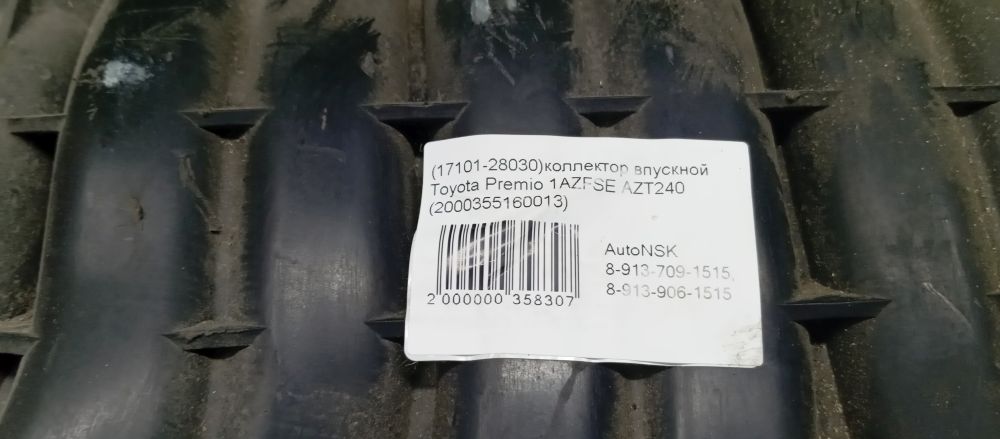 (17101-28030)коллектор впускной
Toyota Premio 1AZFSE AZT240
(2000355160013)
AutoNSK
8-913-709-1515,
8-913-906-1515
2 000000 358307